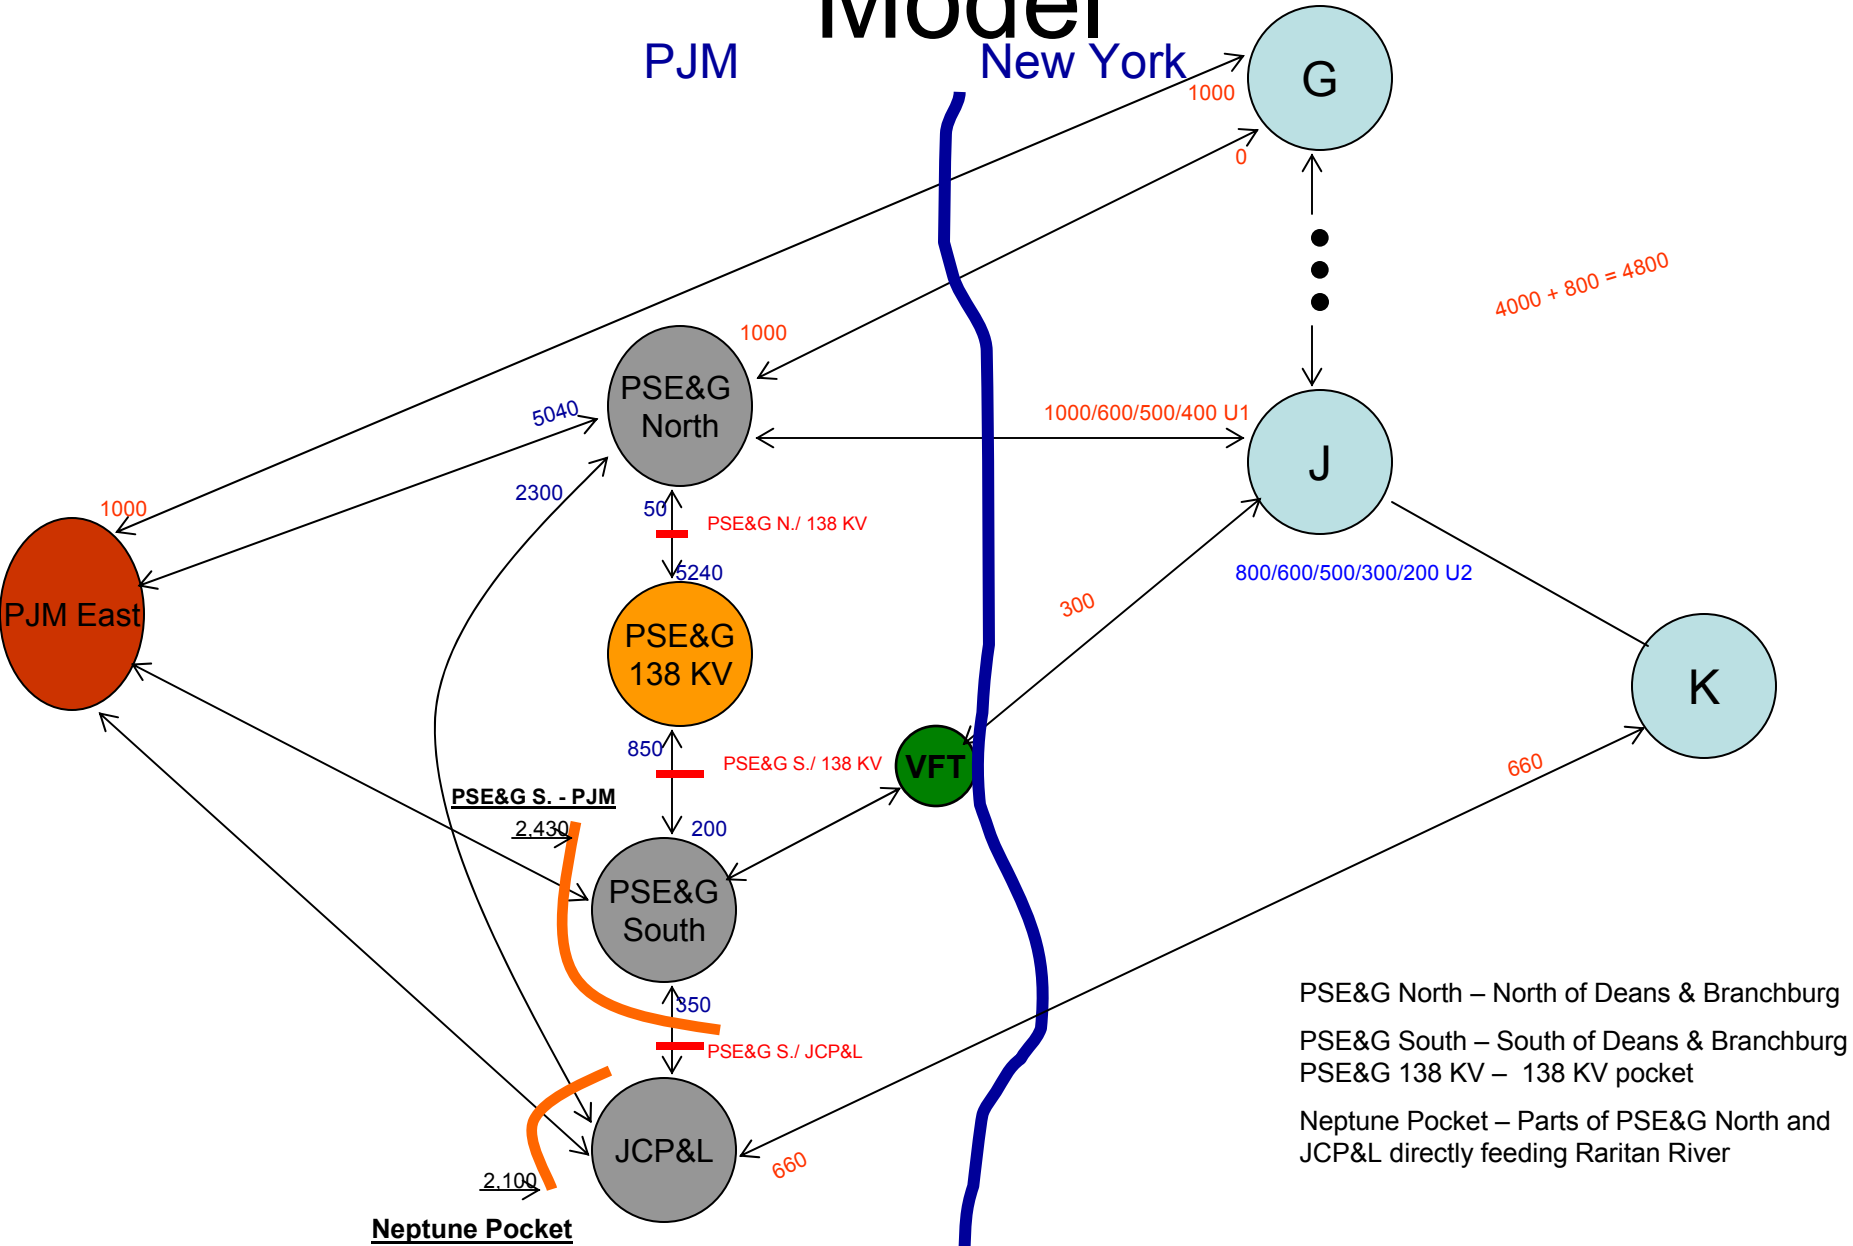 Model
PJM
New York
G
1000
0
4000 + 800 = 4800
1000
PSE&G
North
5040
1000/600/500/400 U1
J
2300
1000
50
PSE&G N./ 138 KV
5240
800/600/500/300/200 U2
PJM East
PSE&G
138 KV
300
K
850
PSE&G S./ 138 KV
VFT
660
PSE&G S. - PJM
2,430
200
PSE&G
South
350
PSE&G S./ JCP&L
JCP&L
660
2,100
Neptune Pocket
PSE&G North – North of Deans & Branchburg
PSE&G South – South of Deans & Branchburg
PSE&G 138 KV – 138 KV pocket
Neptune Pocket – Parts of PSE&G North and
JCP&L directly feeding Raritan River